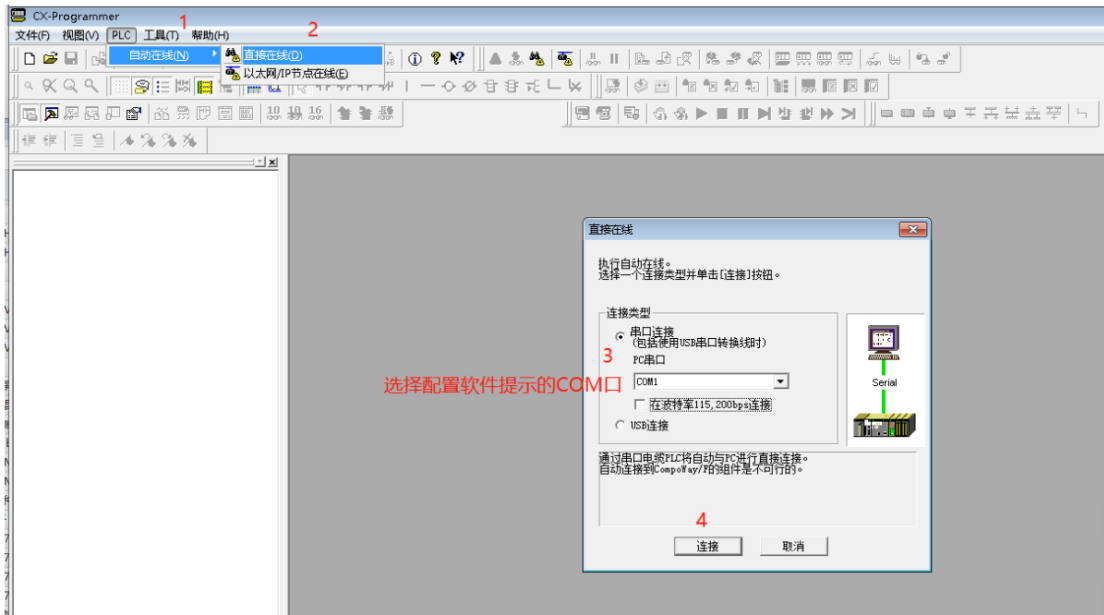 CX-Programmer
1
2
文件(F) 视图(V) PLC 工具(T) 帮助(H)
自动在线(N)
直接在线(D)
以太网/IP节点在线(E)
10 10 16
直接在线
执行自动在线。
选择一个连接类型并单击[连接]按钮。
连接类型
串口连接
(包括使用USB串口转换线时)
3
PC串口
选择配置软件提示的COM口
COM1
Serial
在波特率115,200bps连接
USB连接
通过串口电缆PLC将自动与PC进行直接连接。
自动连接到CompoWay/F的组件是不可行的。
4
连接
取消